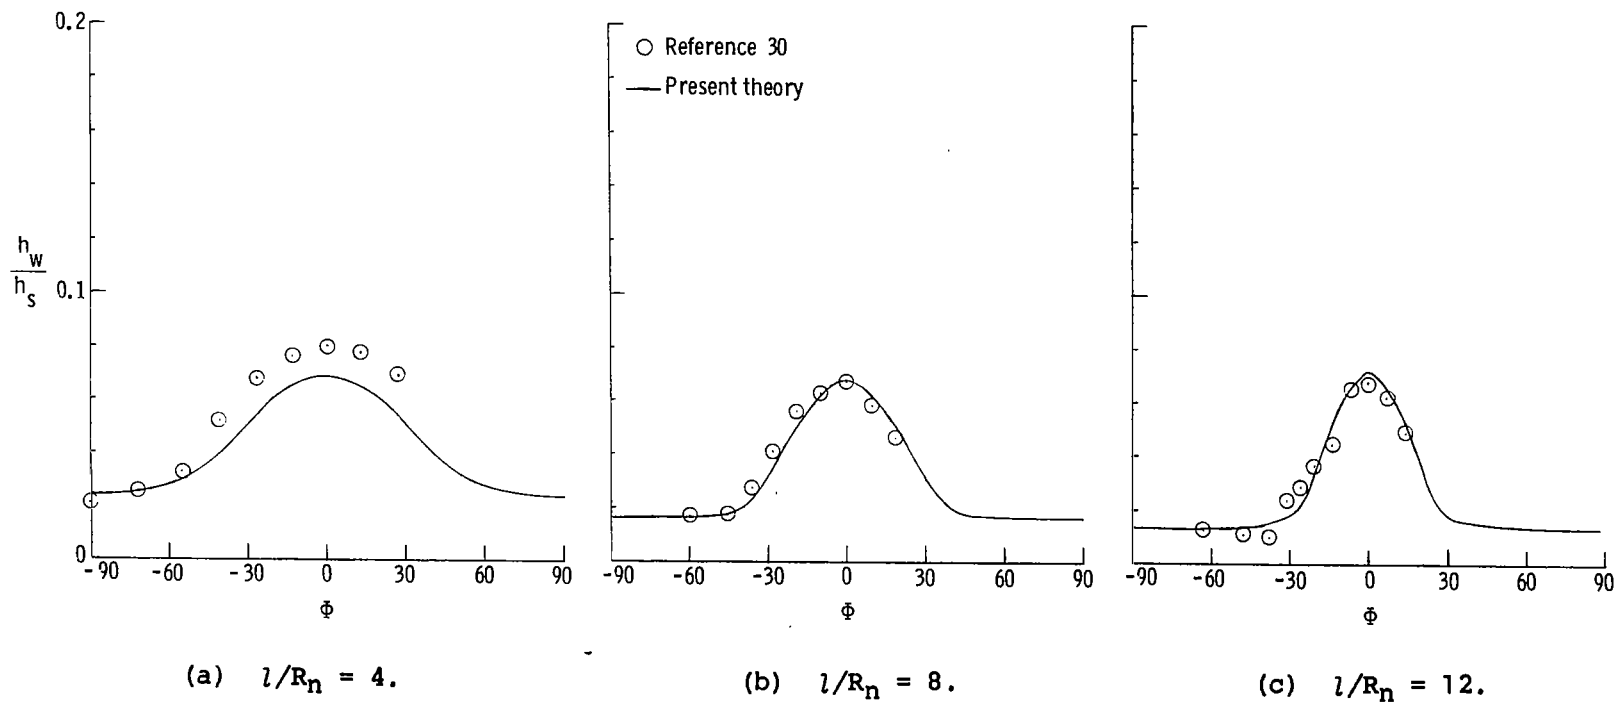 0.2
h_w
h_s
0.1
0
-90 -60 -30 0 30 60 90
Φ
(a) l/R_n = 4.
Reference 30
Present theory
-90 -60 -30 0 30 60 90
Φ
(b) l/R_n = 8.
-90 -60 -30 0 30 60 90
Φ
(c) l/R_n = 12.